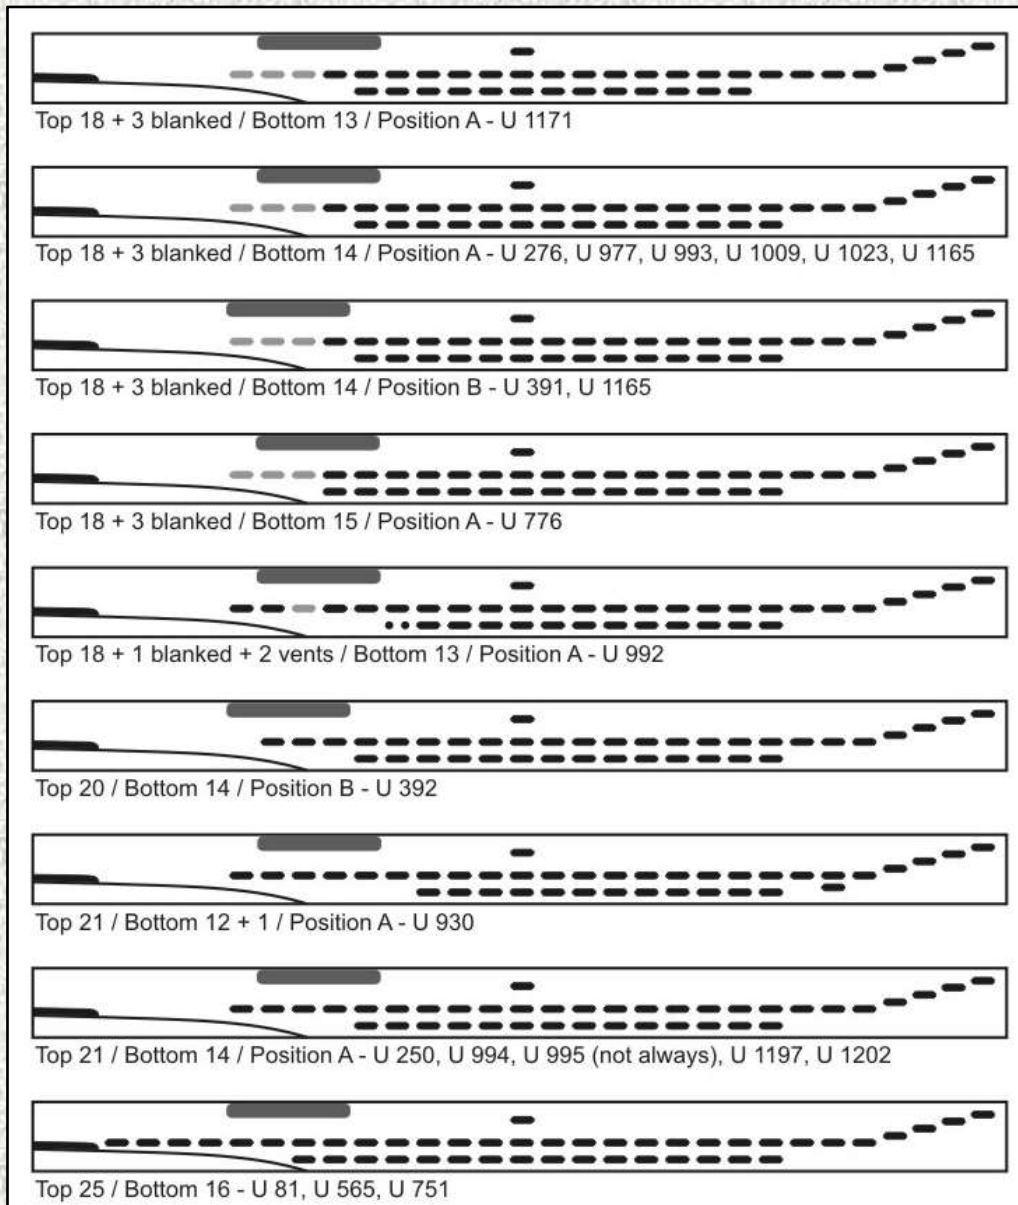 Top 18 + 3 blanked / Bottom 13 / Position A - U 1171
Top 18 + 3 blanked / Bottom 14 / Position A - U 276, U 977, U 993, U 1009, U 1023, U 1165
Top 18 + 3 blanked / Bottom 14 / Position B - U 391, U 1165
Top 18 + 3 blanked / Bottom 15 / Position A - U 776
Top 18 + 1 blanked + 2 vents / Bottom 13 / Position A - U 992
Top 20 / Bottom 14 / Position B - U 392
Top 21 / Bottom 12 + 1 / Position A - U 930
Top 21 / Bottom 14 / Position A - U 250, U 994, U 995 (not always), U 1197, U 1202
Top 25 / Bottom 16 - U 81, U 565, U 751